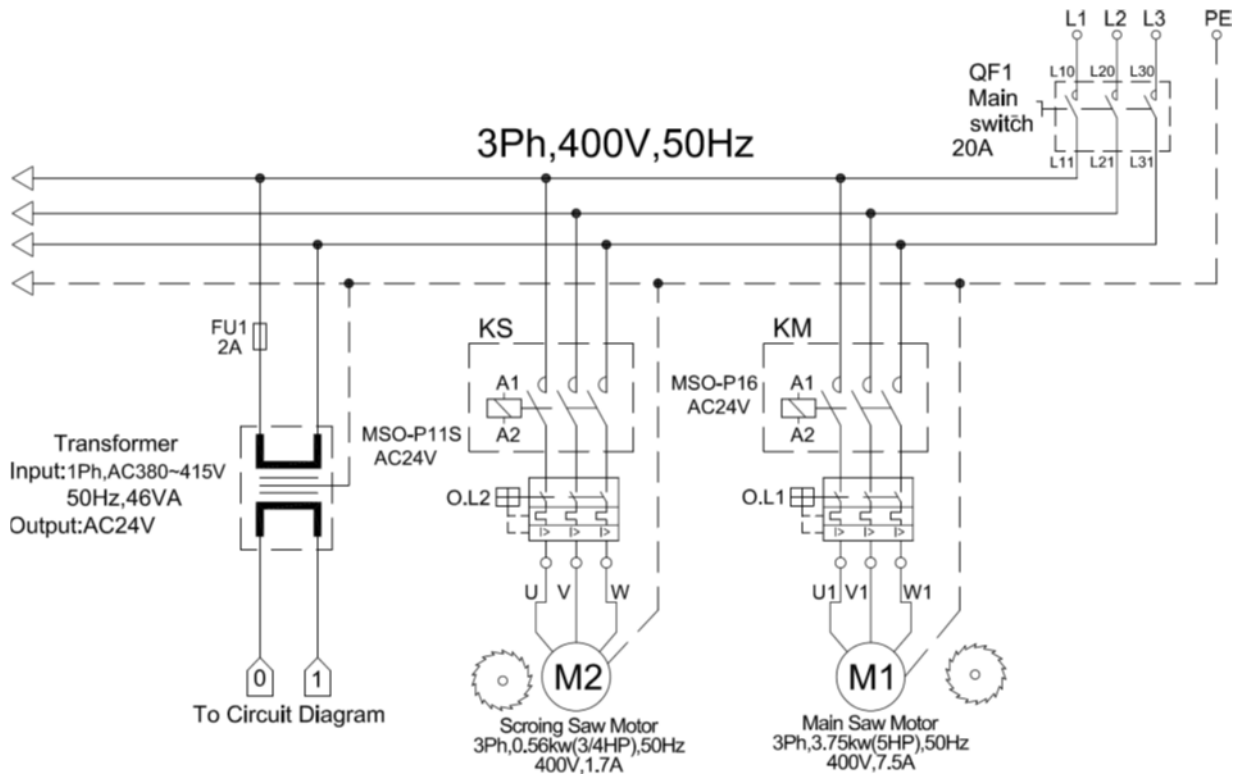 L1 L2 L3 PE
QF1
Main
switch
20A
L10 L20 L30
L11 L21 L31
3Ph,400V,50Hz
FU1
2A
Transformer
Input:1Ph,AC380~415V
50Hz,46VA
Output:AC24V
0 1
To Circuit Diagram
KS
A1
A2
MSO-P11S
AC24V
O.L2
I> I> I>
U V W
M2
Scroing Saw Motor
3Ph,0.56kw(3/4HP),50Hz
400V,1.7A
KM
MSO-P16
AC24V
A1
A2
O.L1
I> I> I>
U1 V1 W1
M1
Main Saw Motor
3Ph,3.75kw(5HP),50Hz
400V,7.5A